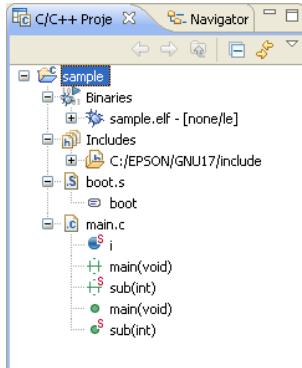 C/C++ Proje Navigator
sample
Binaries
sample.elf - [none/le]
Includes
C:/EPSON/GNU17/include
boot.s
boot
main.c
i
main(void)
sub(int)
main(void)
sub(int)